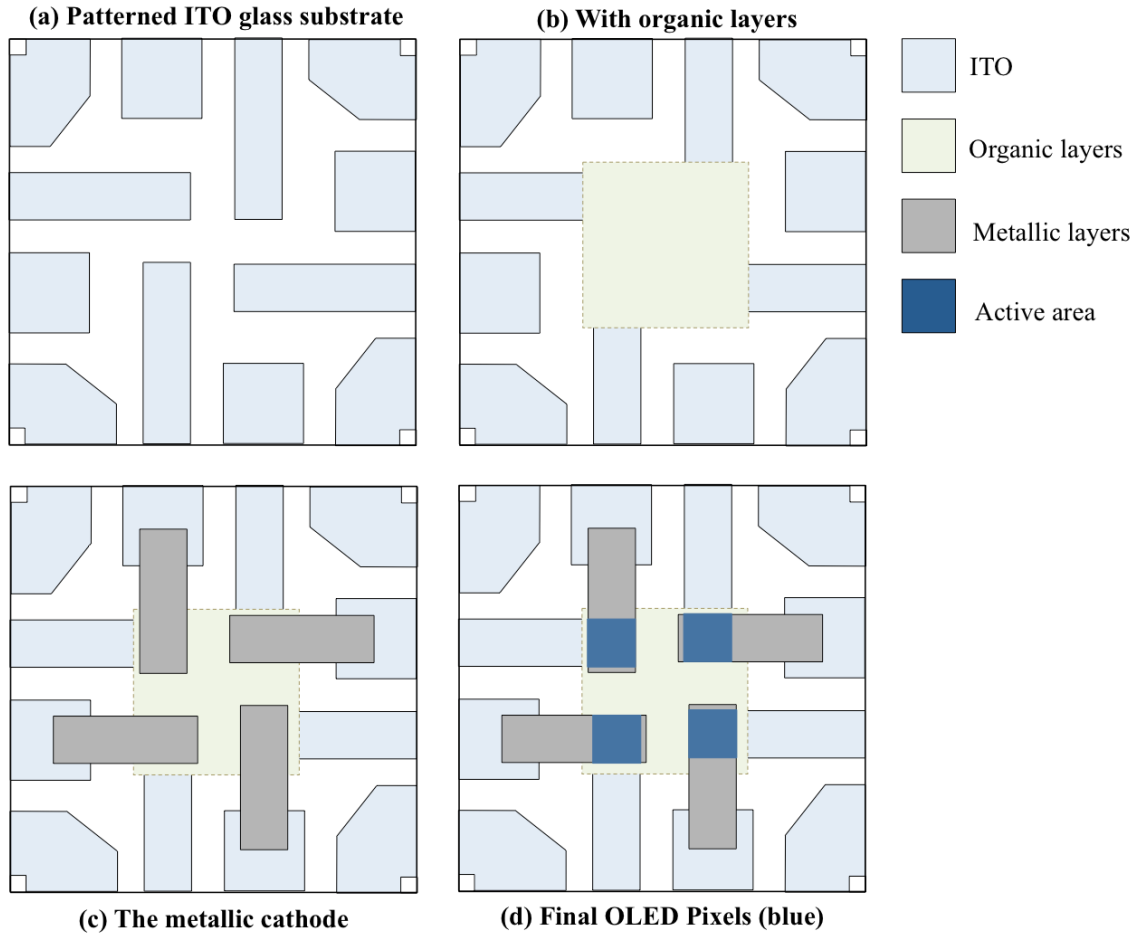 (a) Patterned ITO glass substrate
(b) With organic layers
ITO
Organic layers
Metallic layers
Active area
(c) The metallic cathode
(d) Final OLED Pixels (blue)